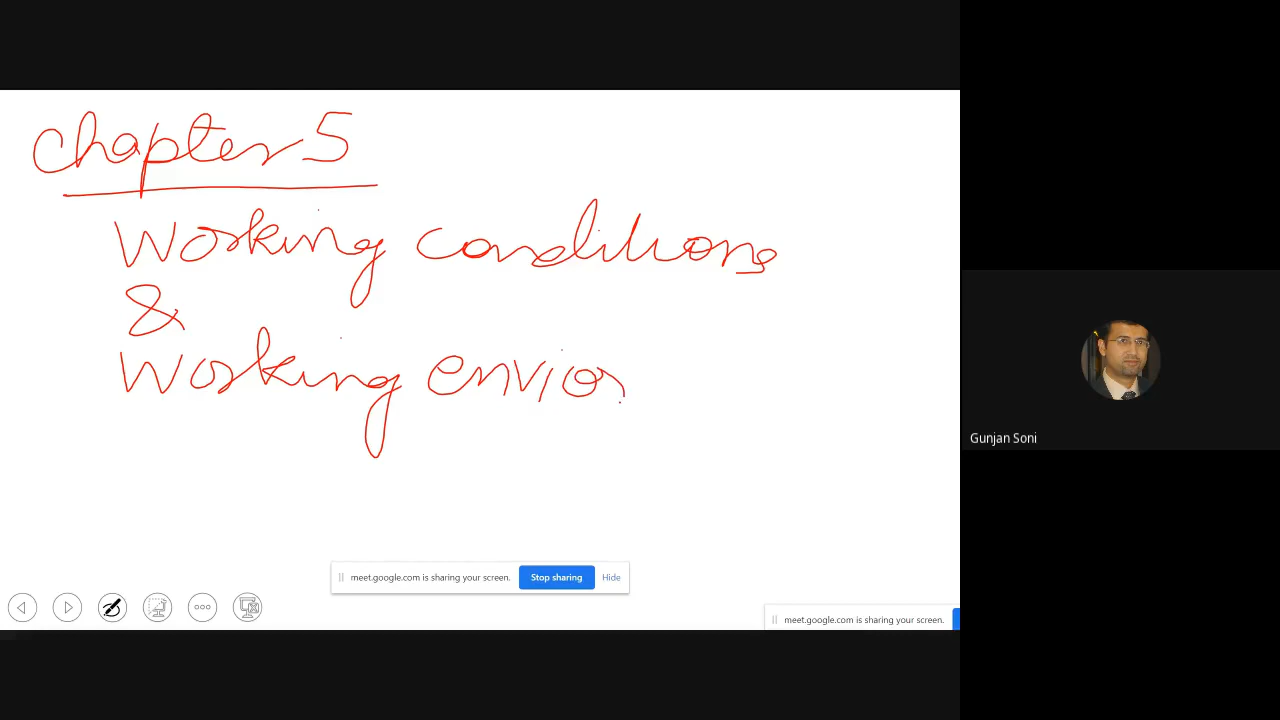 Chapter 5
Working conditions
&
Working envior
meet.google.com is sharing your screen. Stop sharing Hide
meet.google.com is sharing your screen.
Gunjan Soni